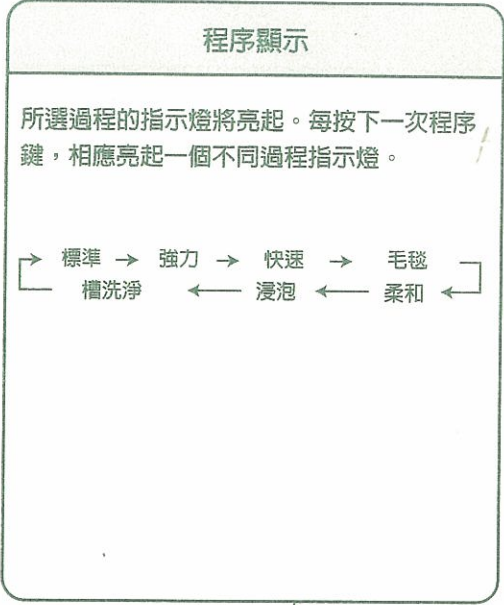 程序顯示
所選過程的指示燈將亮起。每按下一次程序
鍵，相應亮起一個不同過程指示燈。
標準 → 強力 → 快速 → 毛毯
槽洗淨 ← 浸泡 ← 柔和 ←